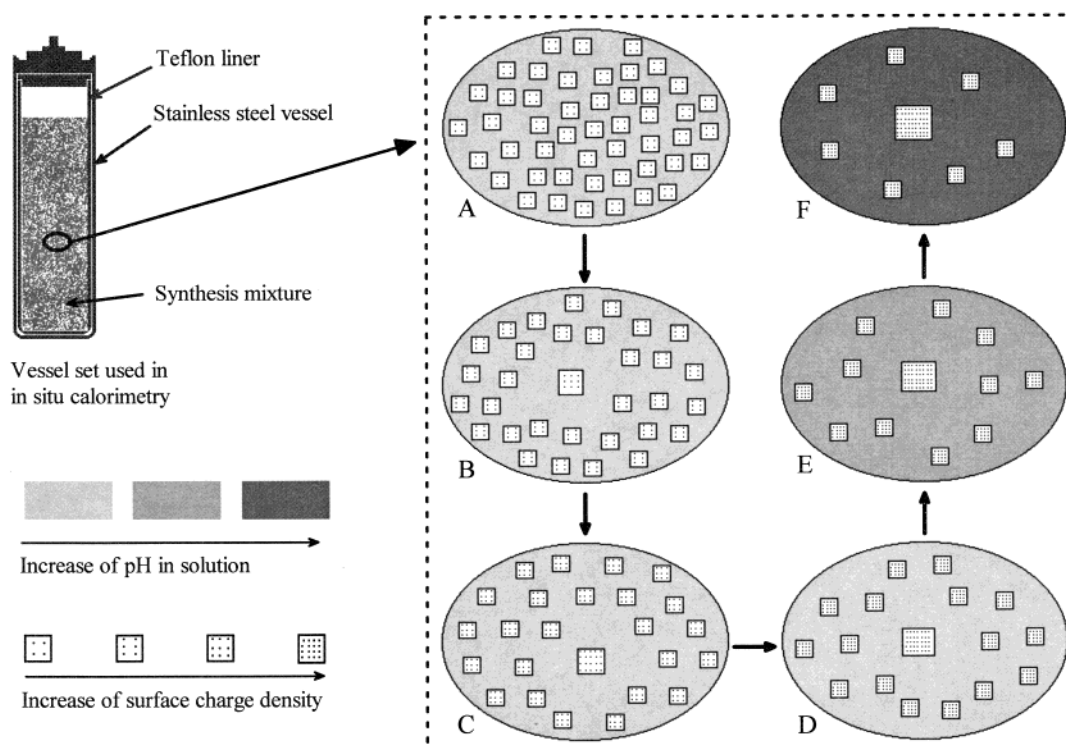 Teflon liner
Stainless steel vessel
Synthesis mixture
Vessel set used in
in situ calorimetry
Increase of pH in solution
Increase of surface charge density
A
B
C
D
E
F